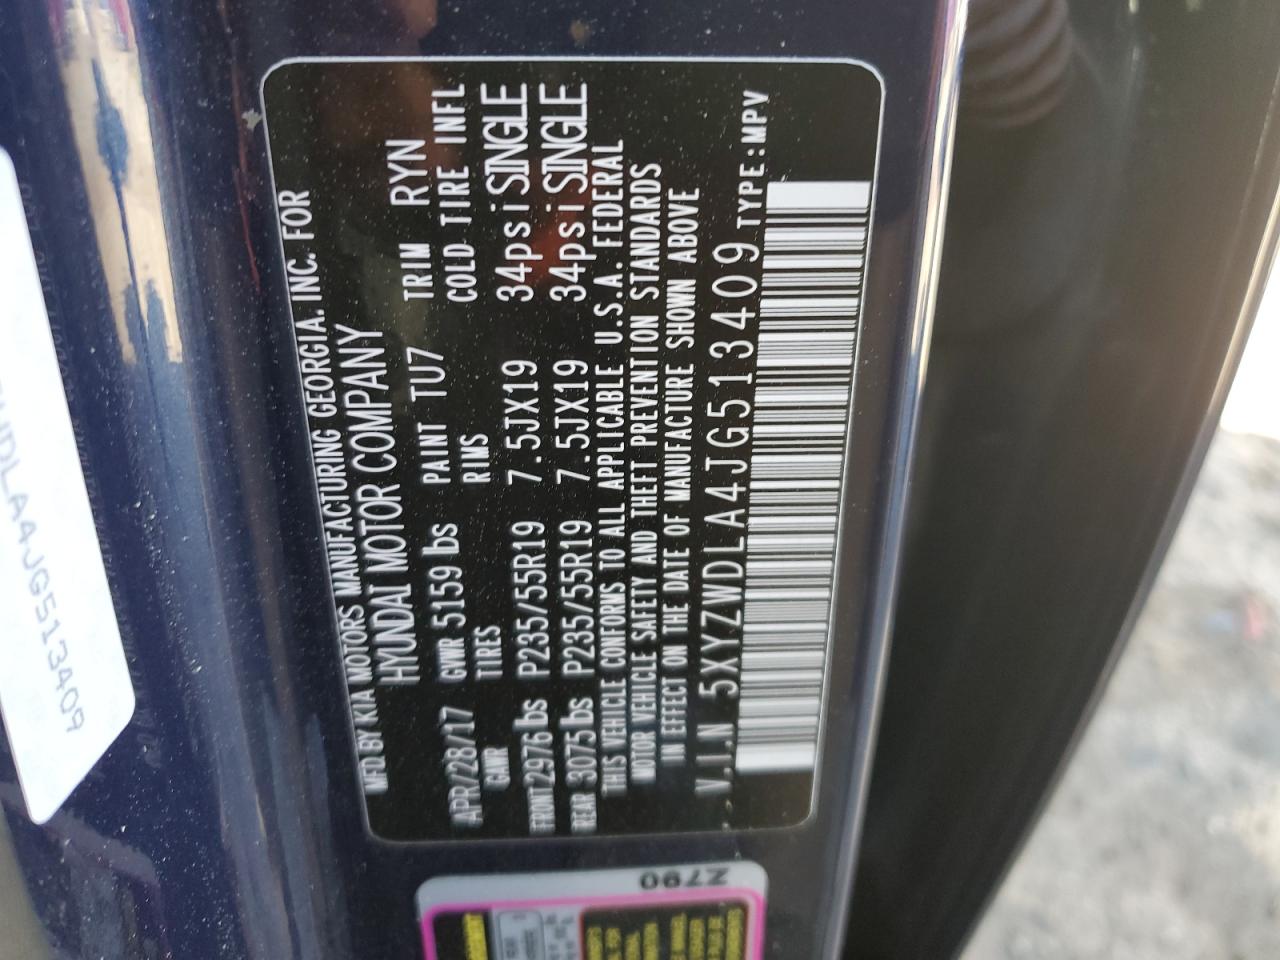 MFD BY KIA MOTORS MANUFACTURING GEORGIA. INC. FOR
HYUNDAI MOTOR COMPANY
APR/28/17 GVWR 5159 lbs PAINT TU7 TRIM RYN
GAWR TIRES RIMS COLD TIRE INFL
FRONT 2976 lbs P235/55R19 7.5JX19 34psi SINGLE
REAR 3075 lbs P235/55R19 7.5JX19 34psi SINGLE
THIS VEHICLE CONFORMS TO ALL APPLICABLE U.S.A. FEDERAL
MOTOR VEHICLE SAFETY AND THEFT PREVENTION STANDARDS
IN EFFECT ON THE DATE OF MANUFACTURE SHOWN ABOVE
V.I.N 5XYZWDLA4JG513409 TYPE:MPV
DLA4JG513409
Z790